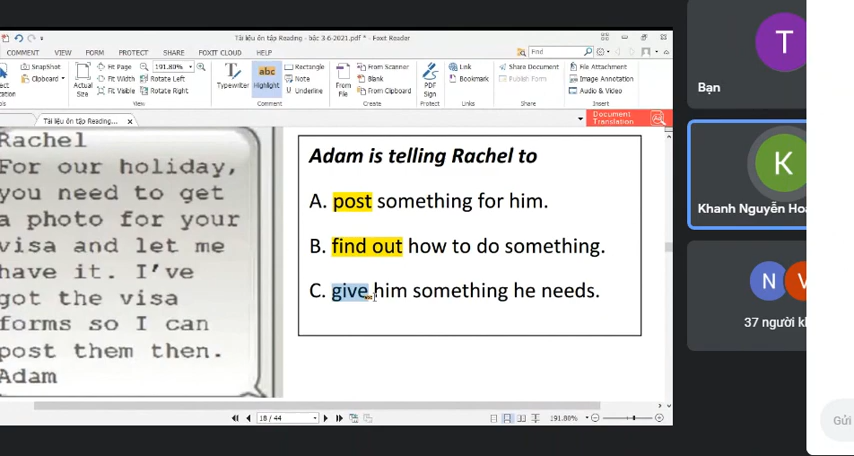 Tài liệu ôn tập Reading - bậc 3-6-2021.pdf * - Foxit Reader
COMMENT VIEW FORM PROTECT SHARE FOXIT CLOUD HELP
Find
SnapShot
Clipboard
Actual Size
Fit Page
Fit Width
Fit Visible
191.80%
Rotate Left
Rotate Right
Typewriter
Highlight
Rectangle
Note
Underline
Comment
From File
From Scanner
Blank
From Clipboard
Create
PDF Sign
Protect
Link
Bookmark
Links
Share Document
Publish Form
Share
File Attachment
Image Annotation
Audio & Video
Insert
Tài liệu ôn tập Reading...
Document Translation
Rachel
For our holiday,
you need to get
a photo for your
visa and let me
have it. I've
got the visa
forms so I can
post them then.
Adam
Adam is telling Rachel to
A. post something for him.
B. find out how to do something.
C. give him something he needs.
18 / 44
191.80%
T
Bạn
K
Khanh Nguyễn Hoà
N
V
37 người kh
Gửi